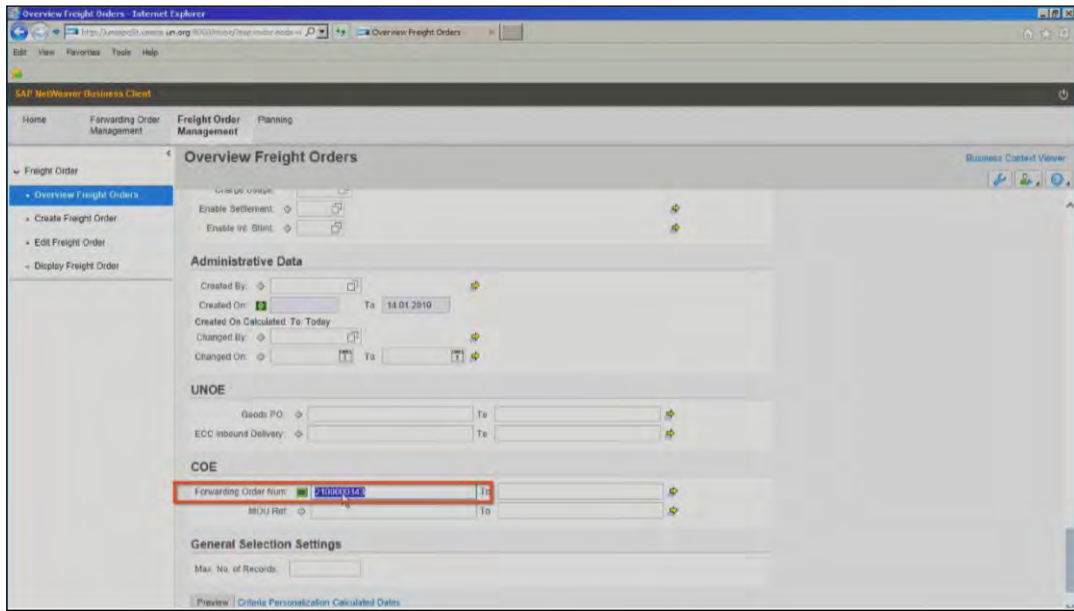 Overview Freight Orders - Internet Explorer
Overview Freight Orders
Edit View Favorites Tools Help
SAP NetWeaver Business Client
Home
Forwarding Order Management
Freight Order Management
Planning
Freight Order
Overview Freight Orders
Create Freight Order
Edit Freight Order
Display Freight Order
Overview Freight Orders
Business Context Viewer
Enable Settlement:
Administrative Data
Created By:
Created On: To 14.01.2019
Created On Calculated To Today
Changed By:
Changed On: To
UNOE
Goods PO: To
ECC Inbound Delivery: To
COE
Forwarding Order Num: To
MOU Ref: To
General Selection Settings
Max. No. of Records:
Preview Criteria Personalization Calculated Dates